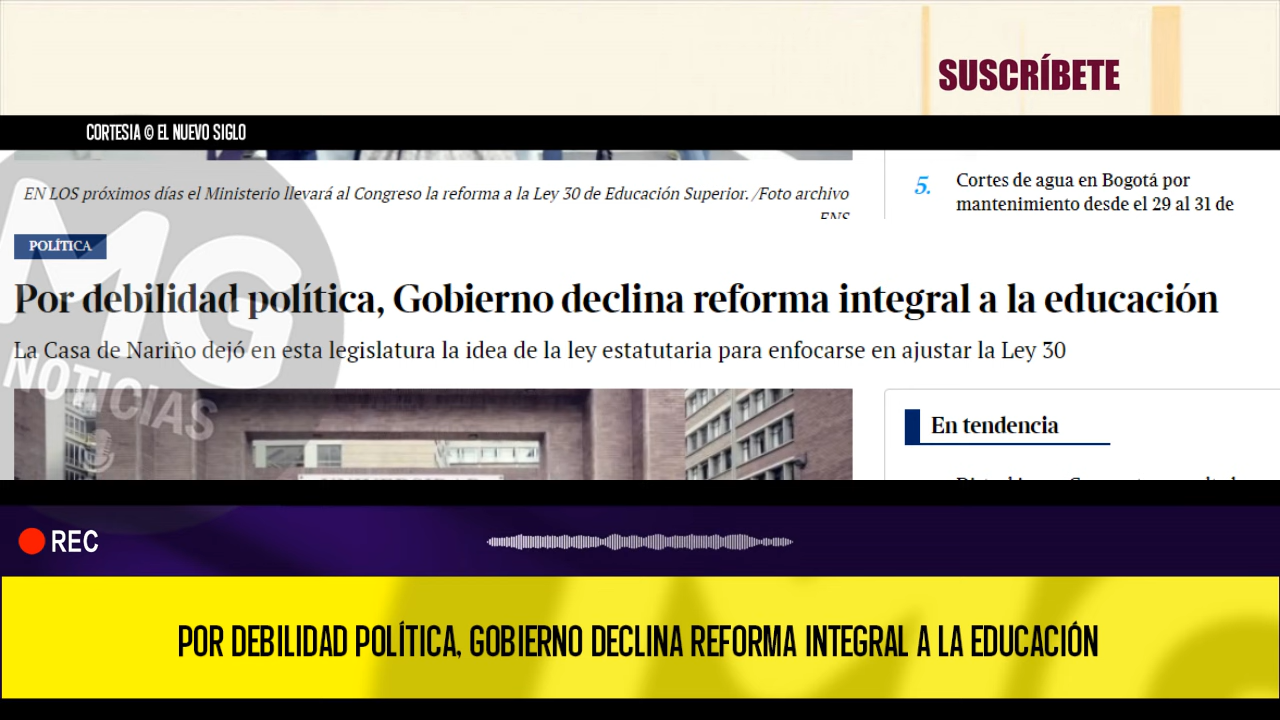 SUSCRÍBETE
CORTESIA © EL NUEVO SIGLO
EN LOS próximos días el Ministerio llevará al Congreso la reforma a la Ley 30 de Educación Superior. /Foto archivo
ENS
5.
Cortes de agua en Bogotá por
mantenimiento desde el 29 al 31 de
POLÍTICA
Por debilidad política, Gobierno declina reforma integral a la educación
La Casa de Nariño dejó en esta legislatura la idea de la ley estatutaria para enfocarse en ajustar la Ley 30
MG
NOTICIAS
En tendencia
REC
POR DEBILIDAD POLÍTICA, GOBIERNO DECLINA REFORMA INTEGRAL A LA EDUCACIÓN